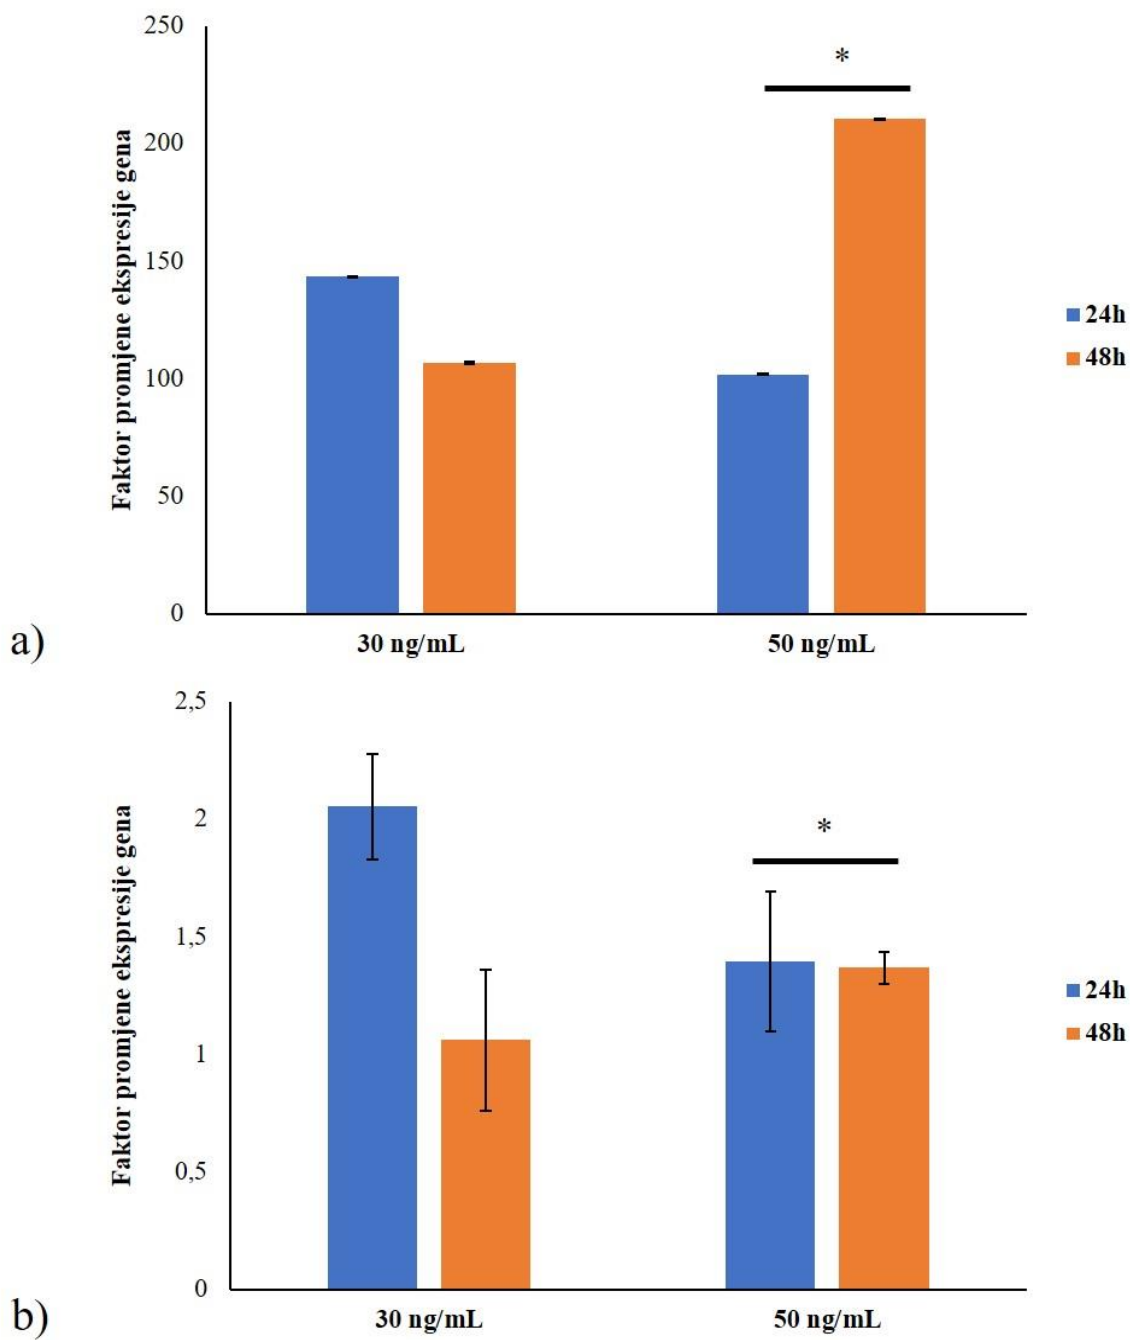 250
*
200
150
100
50
0
Faktor promjene ekspresije gena
24h
48h
30 ng/mL
50 ng/mL
a)
2,5
2
*
1,5
1
0,5
0
Faktor promjene ekspresije gena
24h
48h
30 ng/mL
50 ng/mL
b)